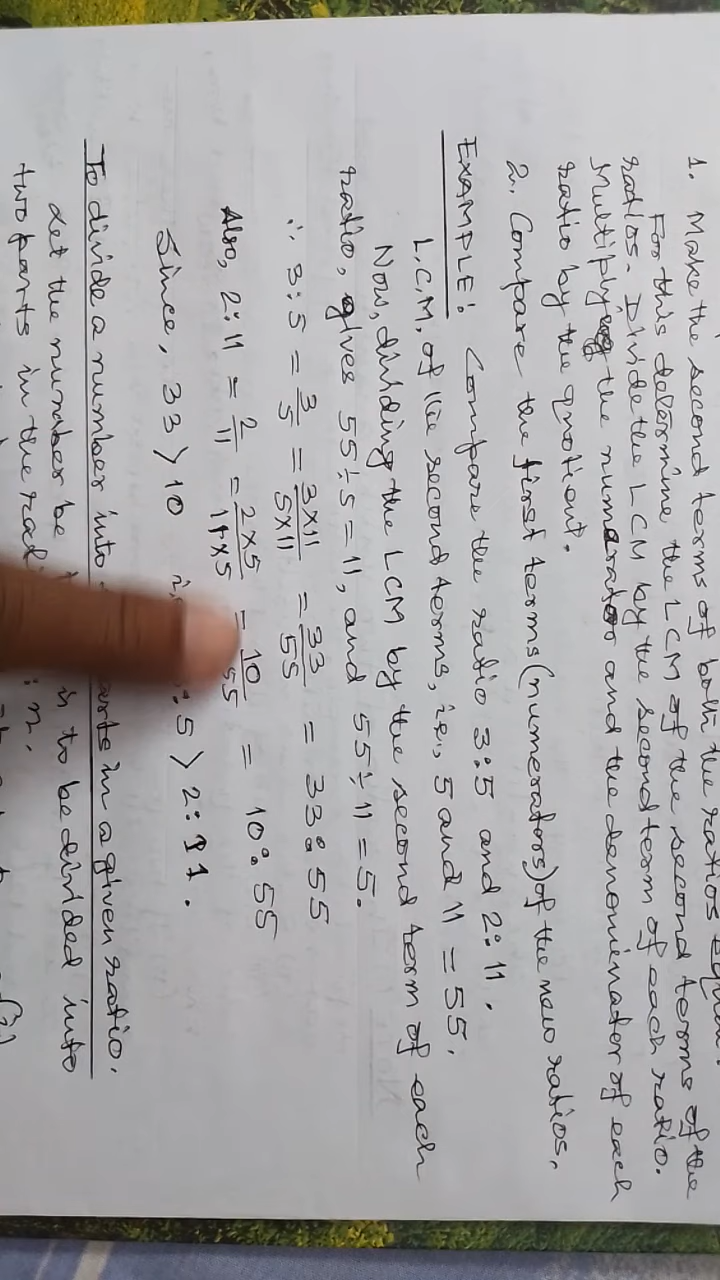 1. Make the second terms of both the ratios equal.
For this determine the LCM of the second terms of the
ratios. Divide the LCM by the second term of each ratio.
Multiply the numerator and the denominator of each
ratio by the quotient.
2. Compare the first terms (numerators) of the new ratios.
EXAMPLE: Compare the ratio 3:5 and 2:11.
L.C.M. of the second terms, i.e., 5 and 11 = 55.
Now, dividing the LCM by the second term of each
ratio, gives 55÷5 = 11, and 55÷11 = 5.
∴ 3:5 = 3/5 = 3×11/5×11 = 33/55 = 33:55
Also, 2:11 = 2/11 = 2×5/11×5 = 10/55 = 10:55
Since, 33 > 10 :5 > 2:11.
To divide a number into in a given ratio.
Let the number be is to be divided into
two parts in the :n.